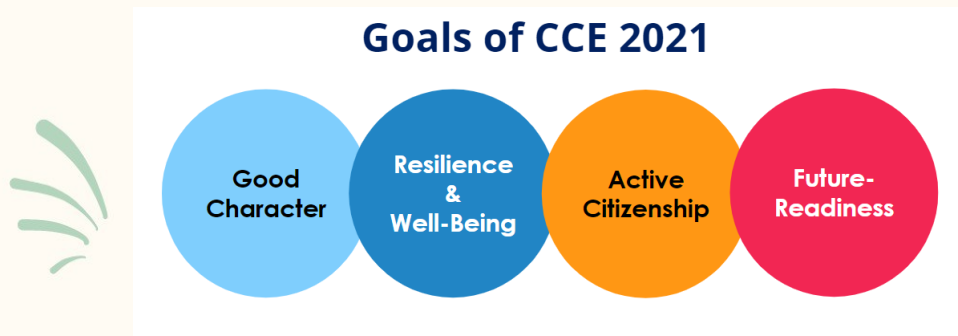 Goals of CCE 2021
Good
Character
Resilience
&
Well-Being
Active
Citizenship
Future-
Readiness